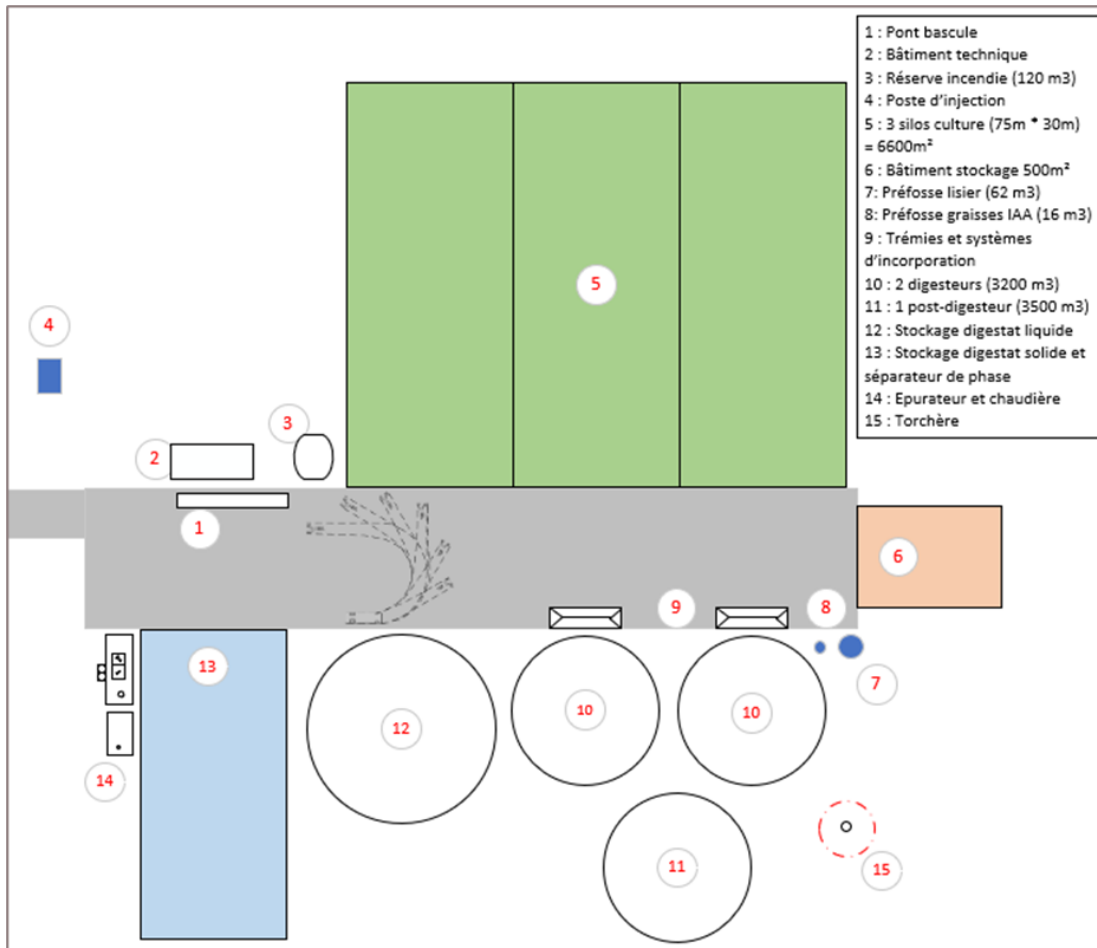 1 : Pont bascule
2 : Bâtiment technique
3 : Réserve incendie (120 m3)
4 : Poste d'injection
5 : 3 silos culture (75m * 30m)
= 6600m²
6 : Bâtiment stockage 500m²
7: Préfosse lisier (62 m3)
8: Préfosse graisses IAA (16 m3)
9 : Trémies et systèmes
d'incorporation
10 : 2 digesteurs (3200 m3)
11 : 1 post-digesteur (3500 m3)
12 : Stockage digestat liquide
13 : Stockage digestat solide et
séparateur de phase
14 : Epurateur et chaudière
15 : Torchère
5
4
3
2
1
6
9
8
13
7
10
10
12
14
11
15